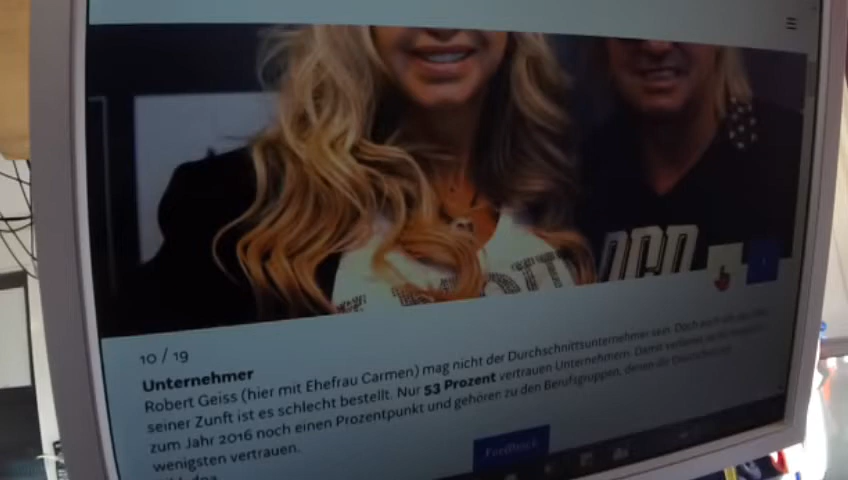 10 / 19
Unternehmer
Robert Geiss (hier mit Ehefrau Carmen) mag nicht der Durchschnittsunternehmer sein. Doch auch um
seiner Zunft ist es schlecht bestellt. Nur 53 Prozent vertrauen Unternehmern. Damit verlieren sie im Vergleich
zum Jahr 2016 noch einen Prozentpunkt und gehören zu den Berufsgruppen, denen die Deutschen am
wenigsten vertrauen.
Feedback